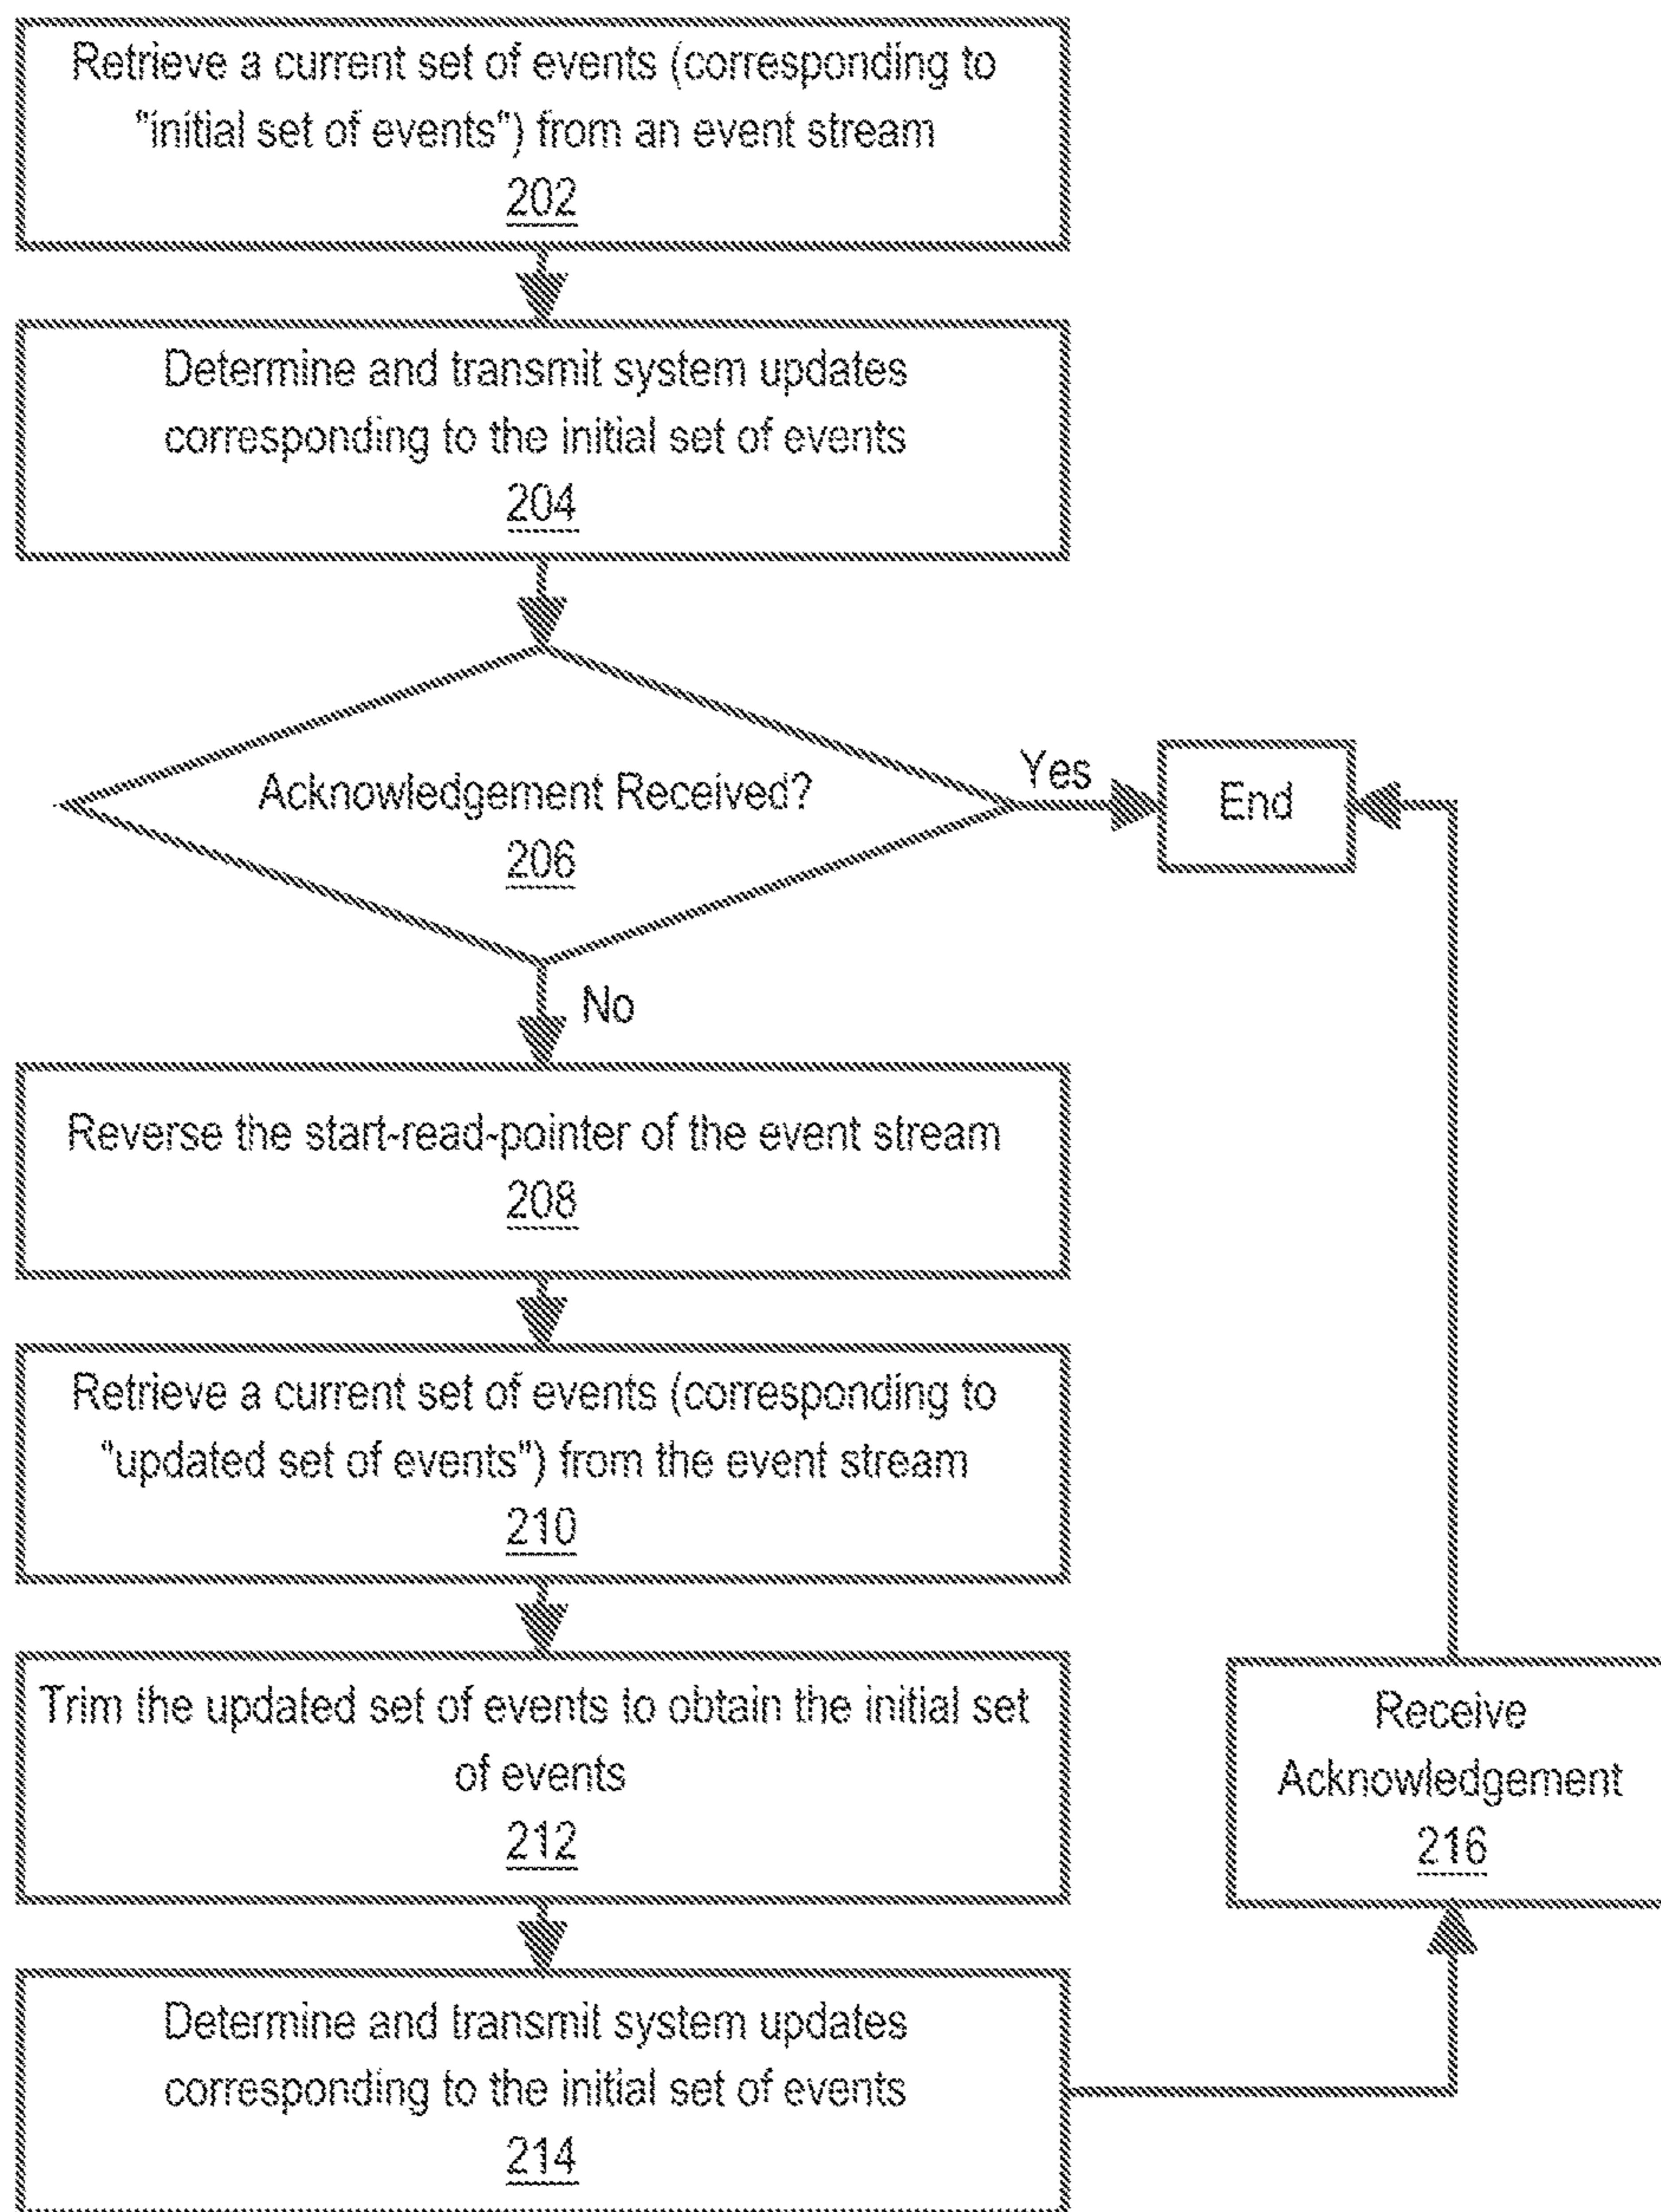 Retrieve a current set of events (corresponding to
"initial set of events") from an event stream
202
Determine and transmit system updates
corresponding to the initial set of events
204
Acknowledgement Received?
206
Yes
End
No
Reverse the start-read-pointer of the event stream
208
Retrieve a current set of events (corresponding to
"updated set of events") from the event stream
210
Trim the updated set of events to obtain the initial set
of events
212
Determine and transmit system updates
corresponding to the initial set of events
214
Receive
Acknowledgement
216